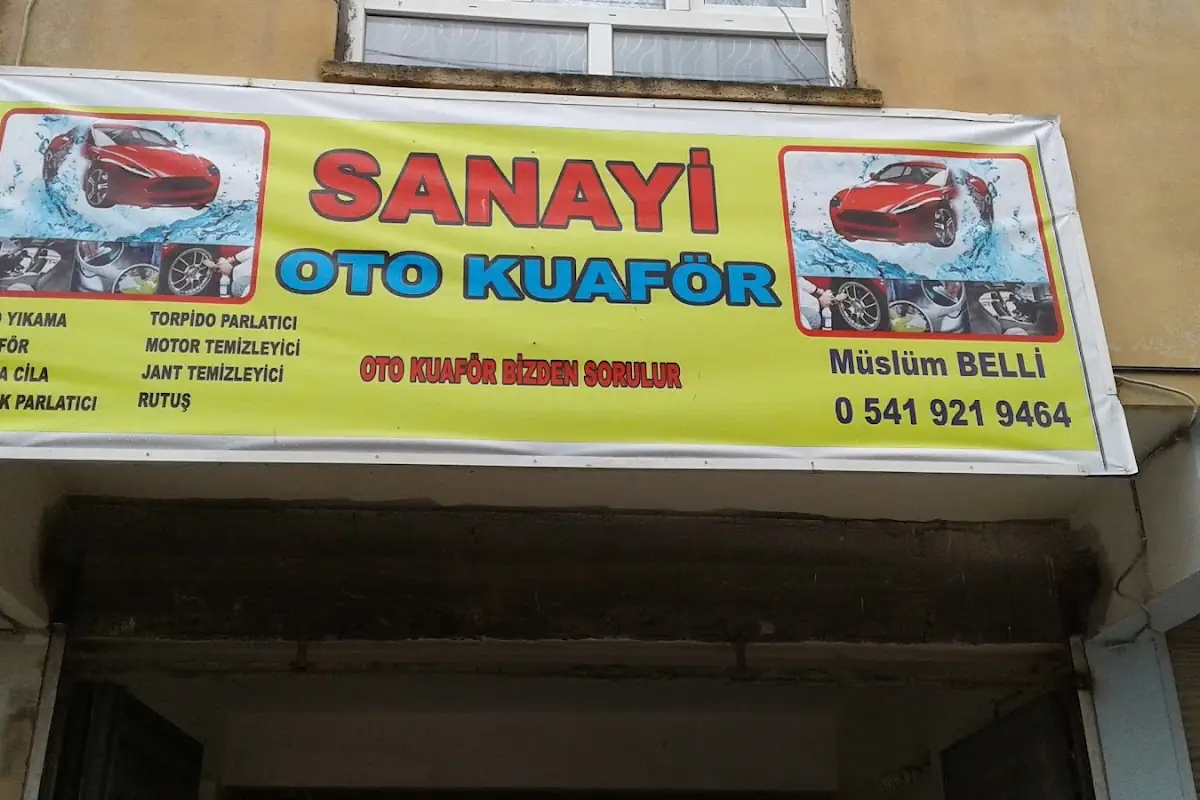 SANAYİ
OTO KUAFÖR
YIKAMA
CİLA
PARLATICI
TORPİDO PARLATICI
MOTOR TEMİZLEYİCİ
JANT TEMİZLEYİCİ
RUTUŞ
OTO KUAFÖR BİZDEN SORULUR
Müslüm BELLİ
0 541 921 9464